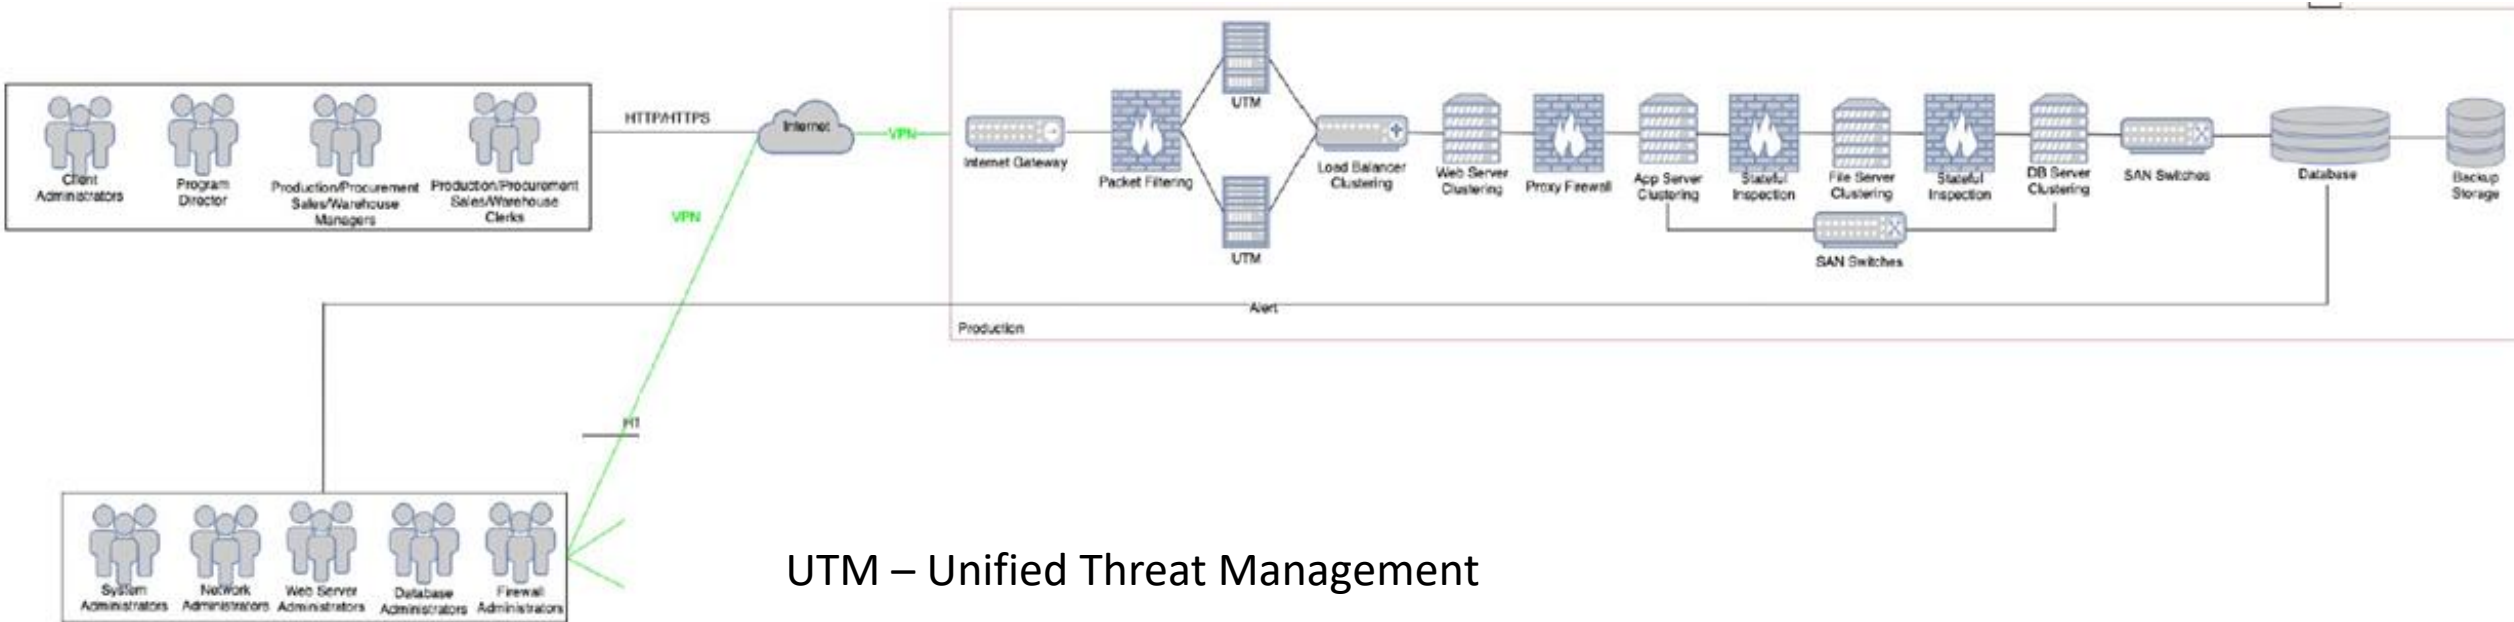 Client
Administrators
Program
Director
Production/Procurement
Sales/Warehouse
Managers
Production/Procurement
Sales/Warehouse
Clerks
HTTP/HTTPS
Internet
VPN
VPN
Internet Gateway
Packet Filtering
UTM
UTM
Load Balancer
Clustering
Web Server
Clustering
Proxy Firewall
App Server
Clustering
Stateful
Inspection
File Server
Clustering
Stateful
Inspection
DB Server
Clustering
SAN Switches
SAN Switches
Database
Backup
Storage
Alert
Production
HT
System
Administrators
Network
Administrators
Web Server
Administrators
Database
Administrators
Firewall
Administrators
UTM – Unified Threat Management